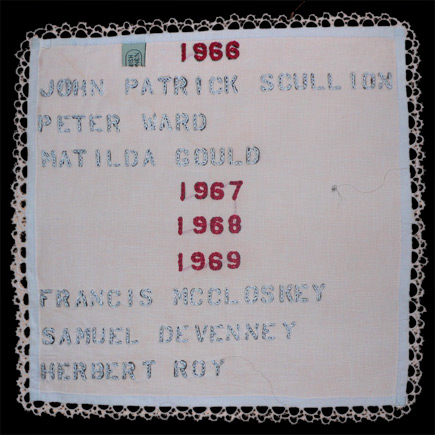 1966
JOHN PATRICK SCULLION
PETER WARD
MATILDA GOULD
1967
1968
1969
FRANCIS MCCLOSKEY
SAMUEL DEVENNEY
HERBERT ROY